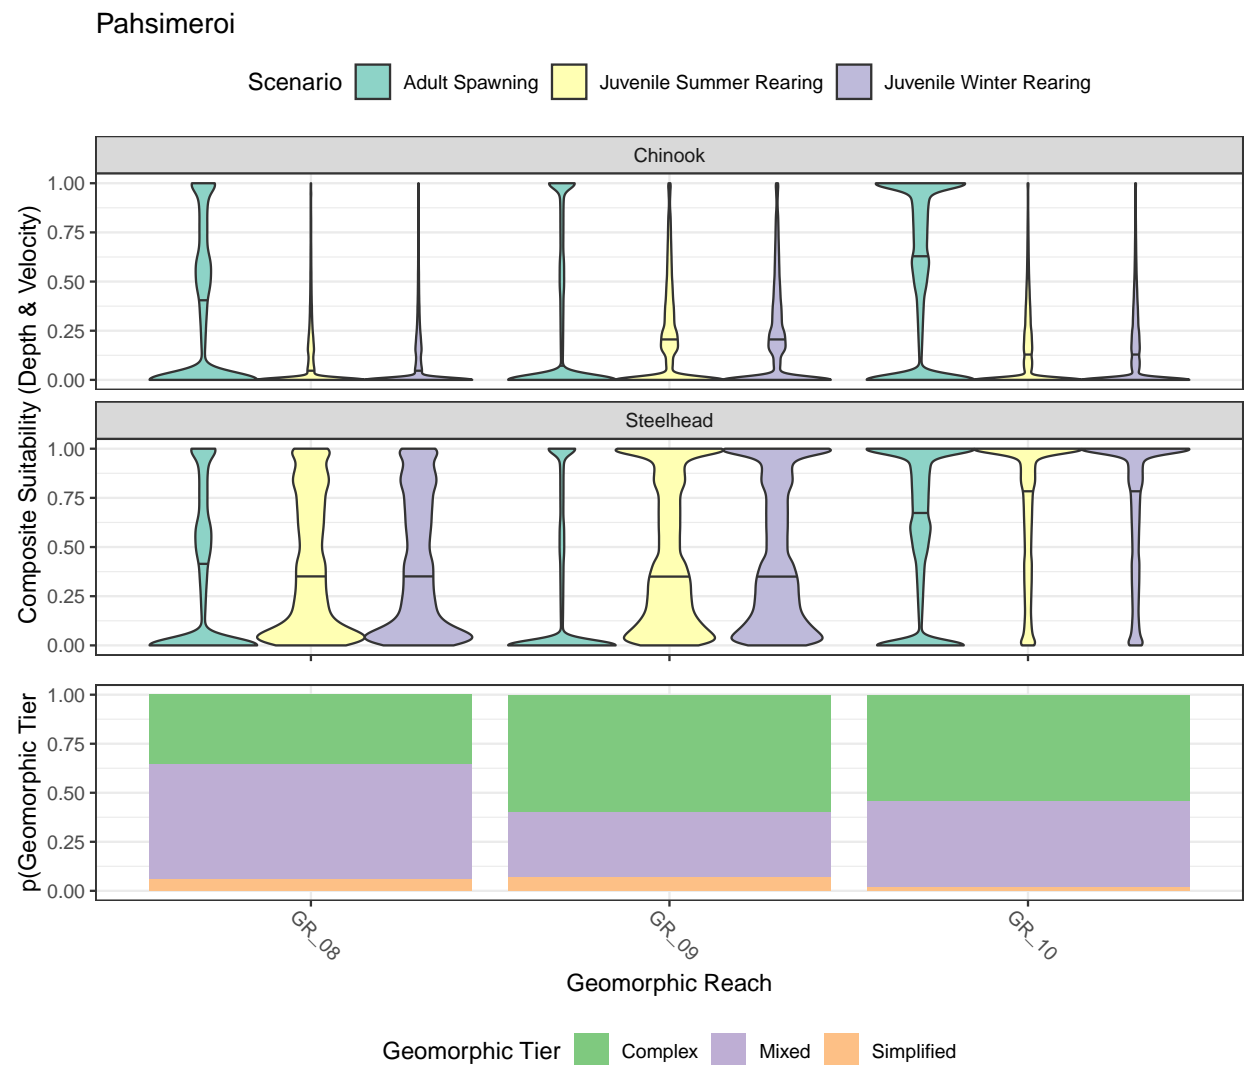 Pahsimeroi
Scenario Adult Spawning Juvenile Summer Rearing Juvenile Winter Rearing
Composite Suitability (Depth & Velocity)
Chinook
1.00
0.75
0.50
0.25
0.00
Steelhead
1.00
0.75
0.50
0.25
0.00
p(Geomorphic Tier
1.00
0.75
0.50
0.25
0.00
GR_08 GR_09 GR_10
Geomorphic Reach
Geomorphic Tier Complex Mixed Simplified